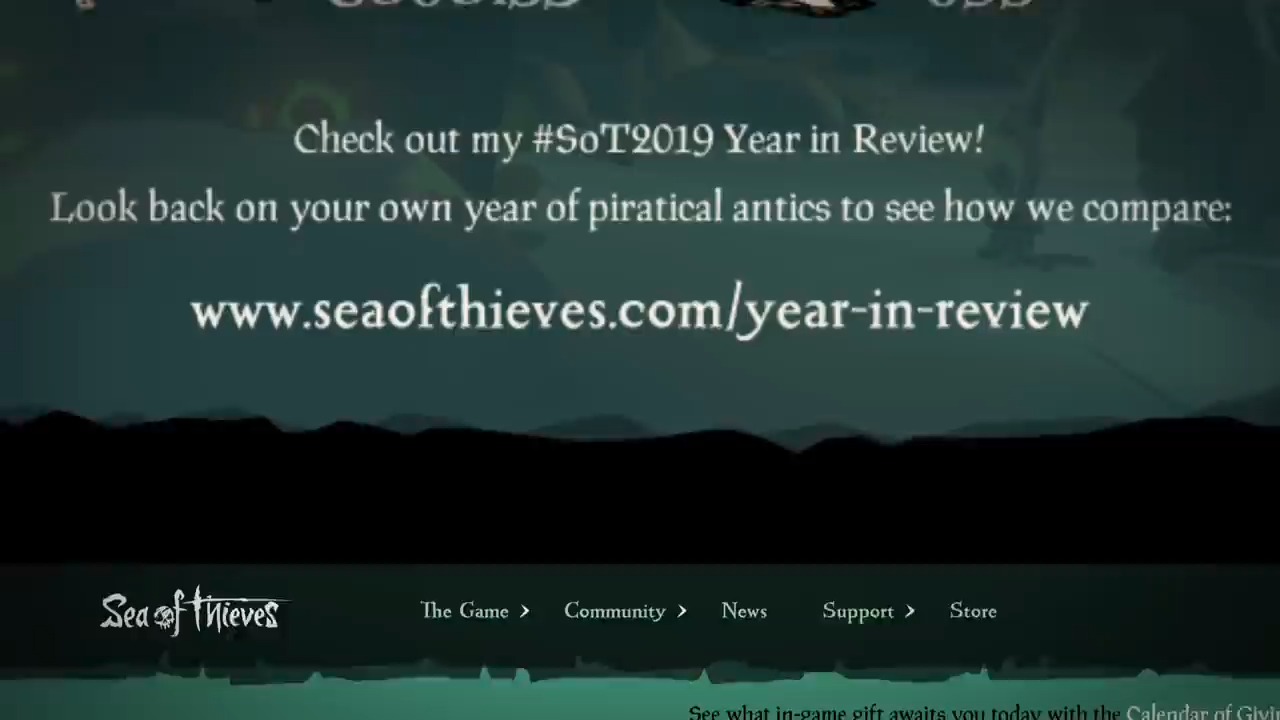 Check out my #SoT2019 Year in Review!
Look back on your own year of piratical antics to see how we compare:
www.seaofthieves.com/year-in-review
Sea of Thieves
The Game
Community
News
Support
Store
See what in-game gift awaits you today with the Calendar of